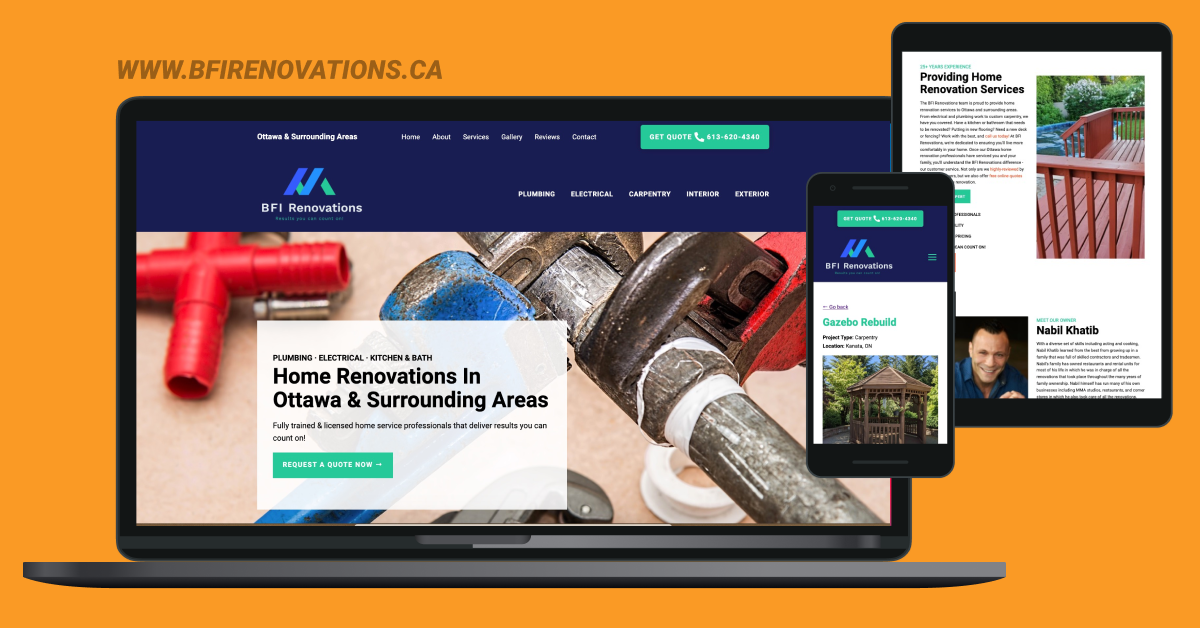 WWW.BFIRENOVATIONS.CA
Ottawa & Surrounding Areas
Home About Services Gallery Reviews Contact
GET QUOTE 613-620-4340
BFI Renovations
Results you can count on!
PLUMBING ELECTRICAL CARPENTRY INTERIOR EXTERIOR
PLUMBING · ELECTRICAL · KITCHEN & BATH
Home Renovations In
Ottawa & Surrounding Areas
Fully trained & licensed home service professionals that deliver results you can
count on!
REQUEST A QUOTE NOW →
GET QUOTE 613-620-4340
BFI Renovations
Results you can count on!
← Go back
Gazebo Rebuild
Project Type: Carpentry
Location: Kanata, ON
20+ YEARS EXPERIENCE
Providing Home
Renovation Services
The BFI Renovations team is proud to provide home
renovation services to Ottawa and surrounding areas.
From electrical and plumbing work to custom carpentry, we
have you covered. Have a kitchen or bathroom that needs
to be renovated? Putting in new flooring? Need a new deck
or fencing? Work with the best, and call us today! At BFI
Renovations, we're dedicated to ensuring you'll live more
comfortably in your home. Once our Ottawa home
renovation professionals have serviced you and your
family, you'll understand the BFI Renovations difference -
our customer service. Not only are we highly reviewed by
but we also offer free online quotes
renovation.
PRICING
MEET OUR OWNER
Nabil Khatib
With a diverse set of skills including acting and cooking,
Nabil Khatib learned from the best from growing up in a
family that was full of skilled contractors and tradesmen.
Nabil's family has owned restaurants and rental units for
most of his life in which he was in charge of all the
renovations that took place throughout the many years of
family ownership. Nabil himself has run many of his own
businesses including MMA studios, restaurants, and corner
stores in which he also took care of all the renovations.